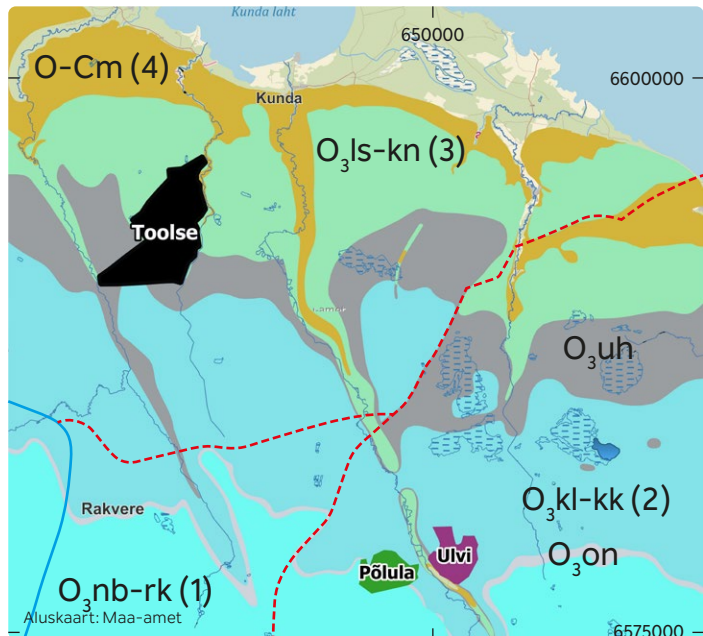 Kunda laht
650000
O-Cm (4)
6600000
Kunda
O₃ls-kn (3)
Toolse
O₃uh
O₃kl-kk (2)
Rakvere
O₃on
Põlula
Ulvi
O₃nb-rk (1)
Aluskaart: Maa-amet
6575000